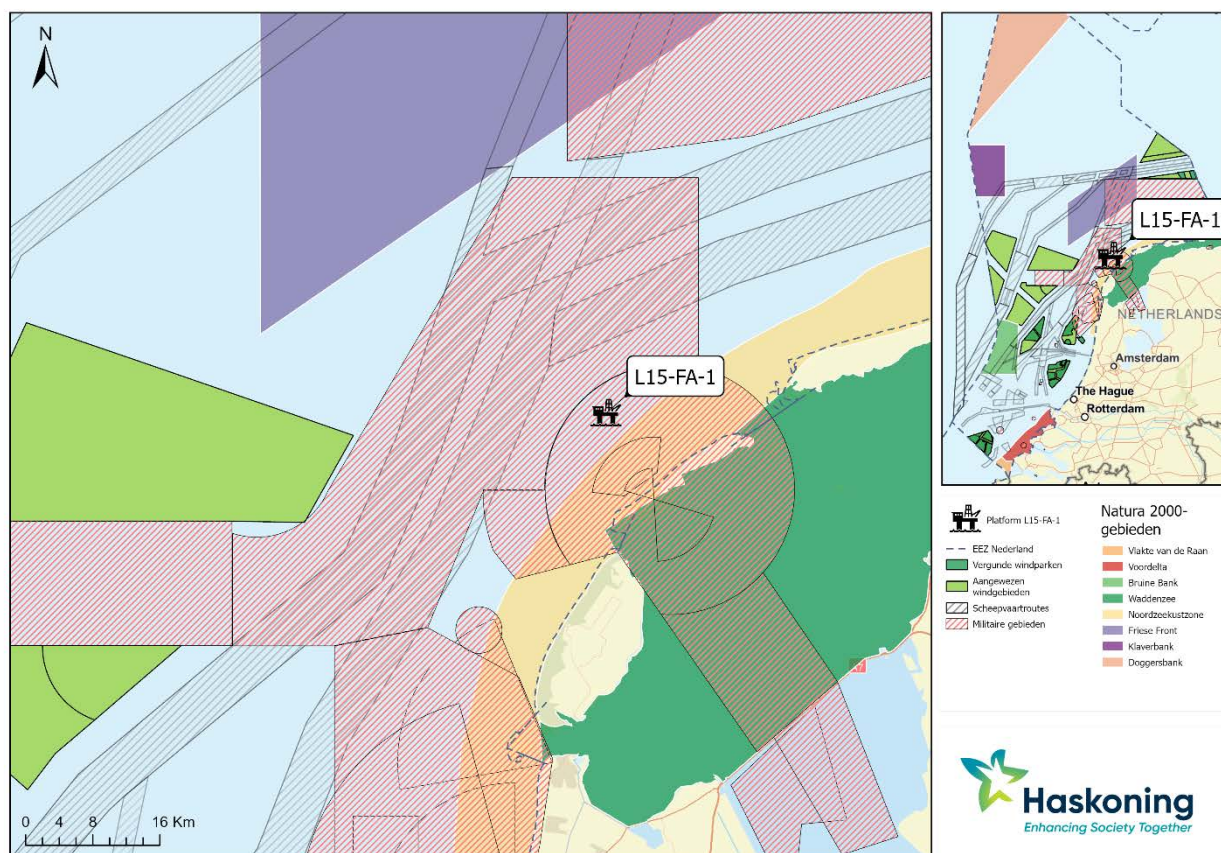 N
L15-FA-1
A7
0 4 8 16 Km
L15-FA-1
NETHERLANDS
Amsterdam
The Hague
Rotterdam
Platform L15-FA-1
EEZ Nederland
Vergunde windparken
Aangewezen
windgebieden
Scheepvaartroutes
Militaire gebieden
Natura 2000-
gebieden
Vlakte van de Raan
Voordelta
Bruine Bank
Waddenzee
Noordzeekustzone
Friese Front
Klaverbank
Doggersbank
Haskoning
Enhancing Society Together